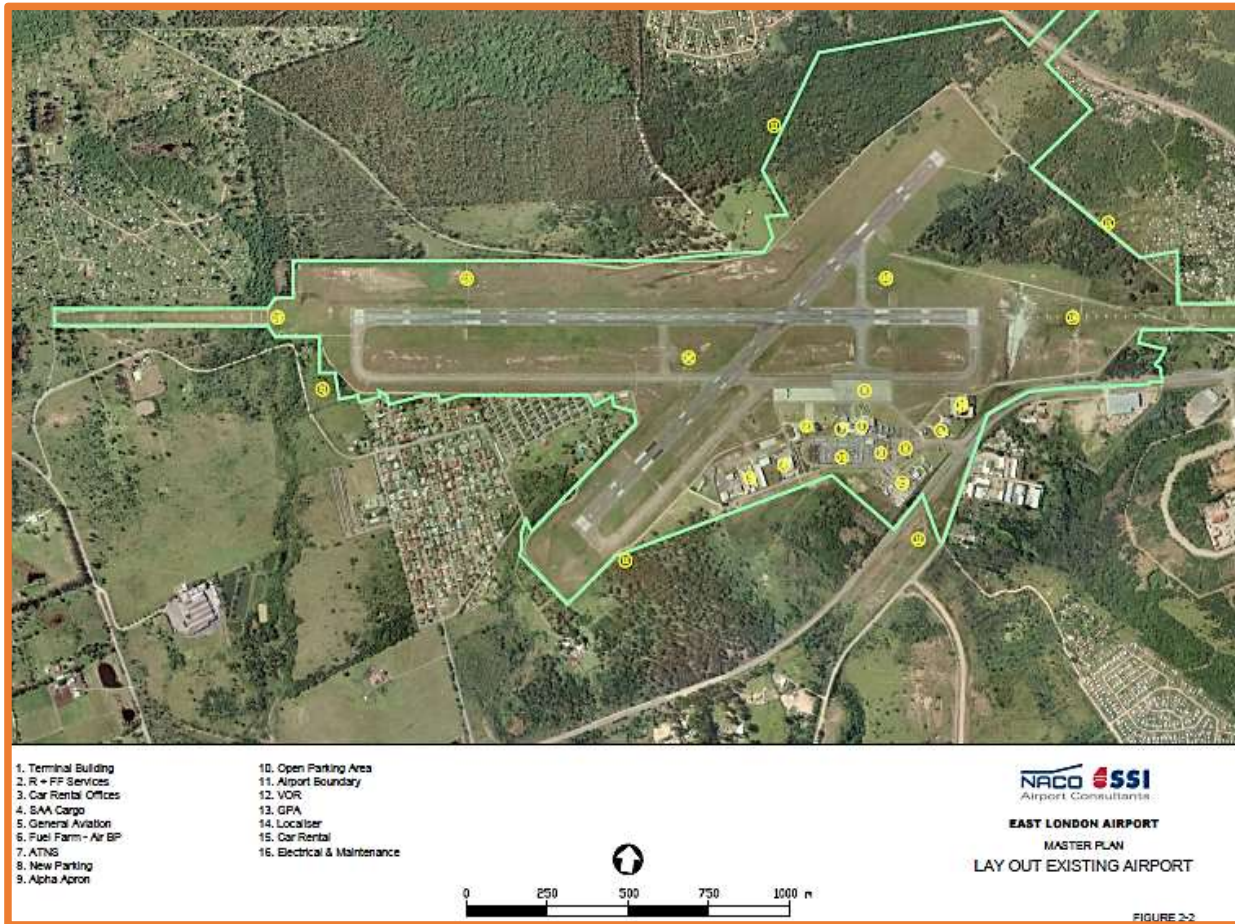 1. Terminal Building
2. R + FF Services
3. Car Rental Offices
4. SAA Cargo
5. General Aviation
6. Fuel Farm - Air BP
7. ATNS
8. New Parking
9. Alpha Apron
10. Open Parking Area
11. Airport Boundary
12. VOR
13. GPA
14. Localiser
15. Car Rental
16. Electrical & Maintenance
0 250 500 750 1000 m
NACO SSI
Airport Consultants
EAST LONDON AIRPORT
MASTER PLAN
LAY OUT EXISTING AIRPORT
FIGURE 2-2